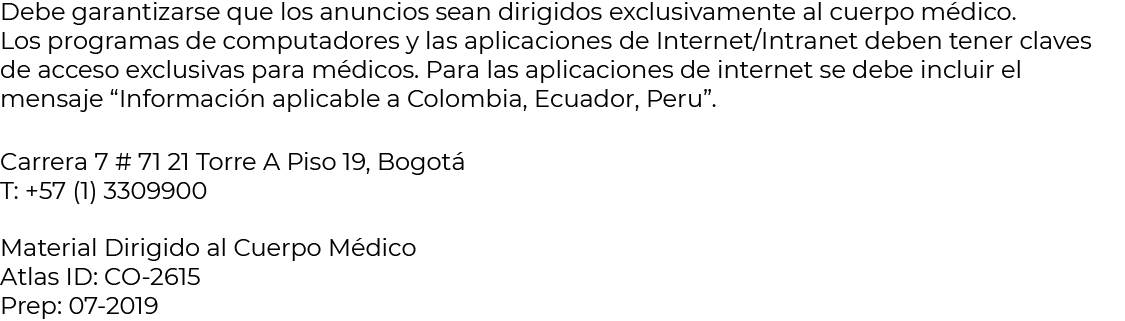 Debe garantizarse que los anuncios sean dirigidos exclusivamente al cuerpo médico.
Los programas de computadores y las aplicaciones de Internet/Intranet deben tener claves
de acceso exclusivas para médicos. Para las aplicaciones de internet se debe incluir el
mensaje “Información aplicable a Colombia, Ecuador, Peru”.
Carrera 7 # 71 21 Torre A Piso 19, Bogotá
T: +57 (1) 3309900
Material Dirigido al Cuerpo Médico
Atlas ID: CO-2615
Prep: 07-2019